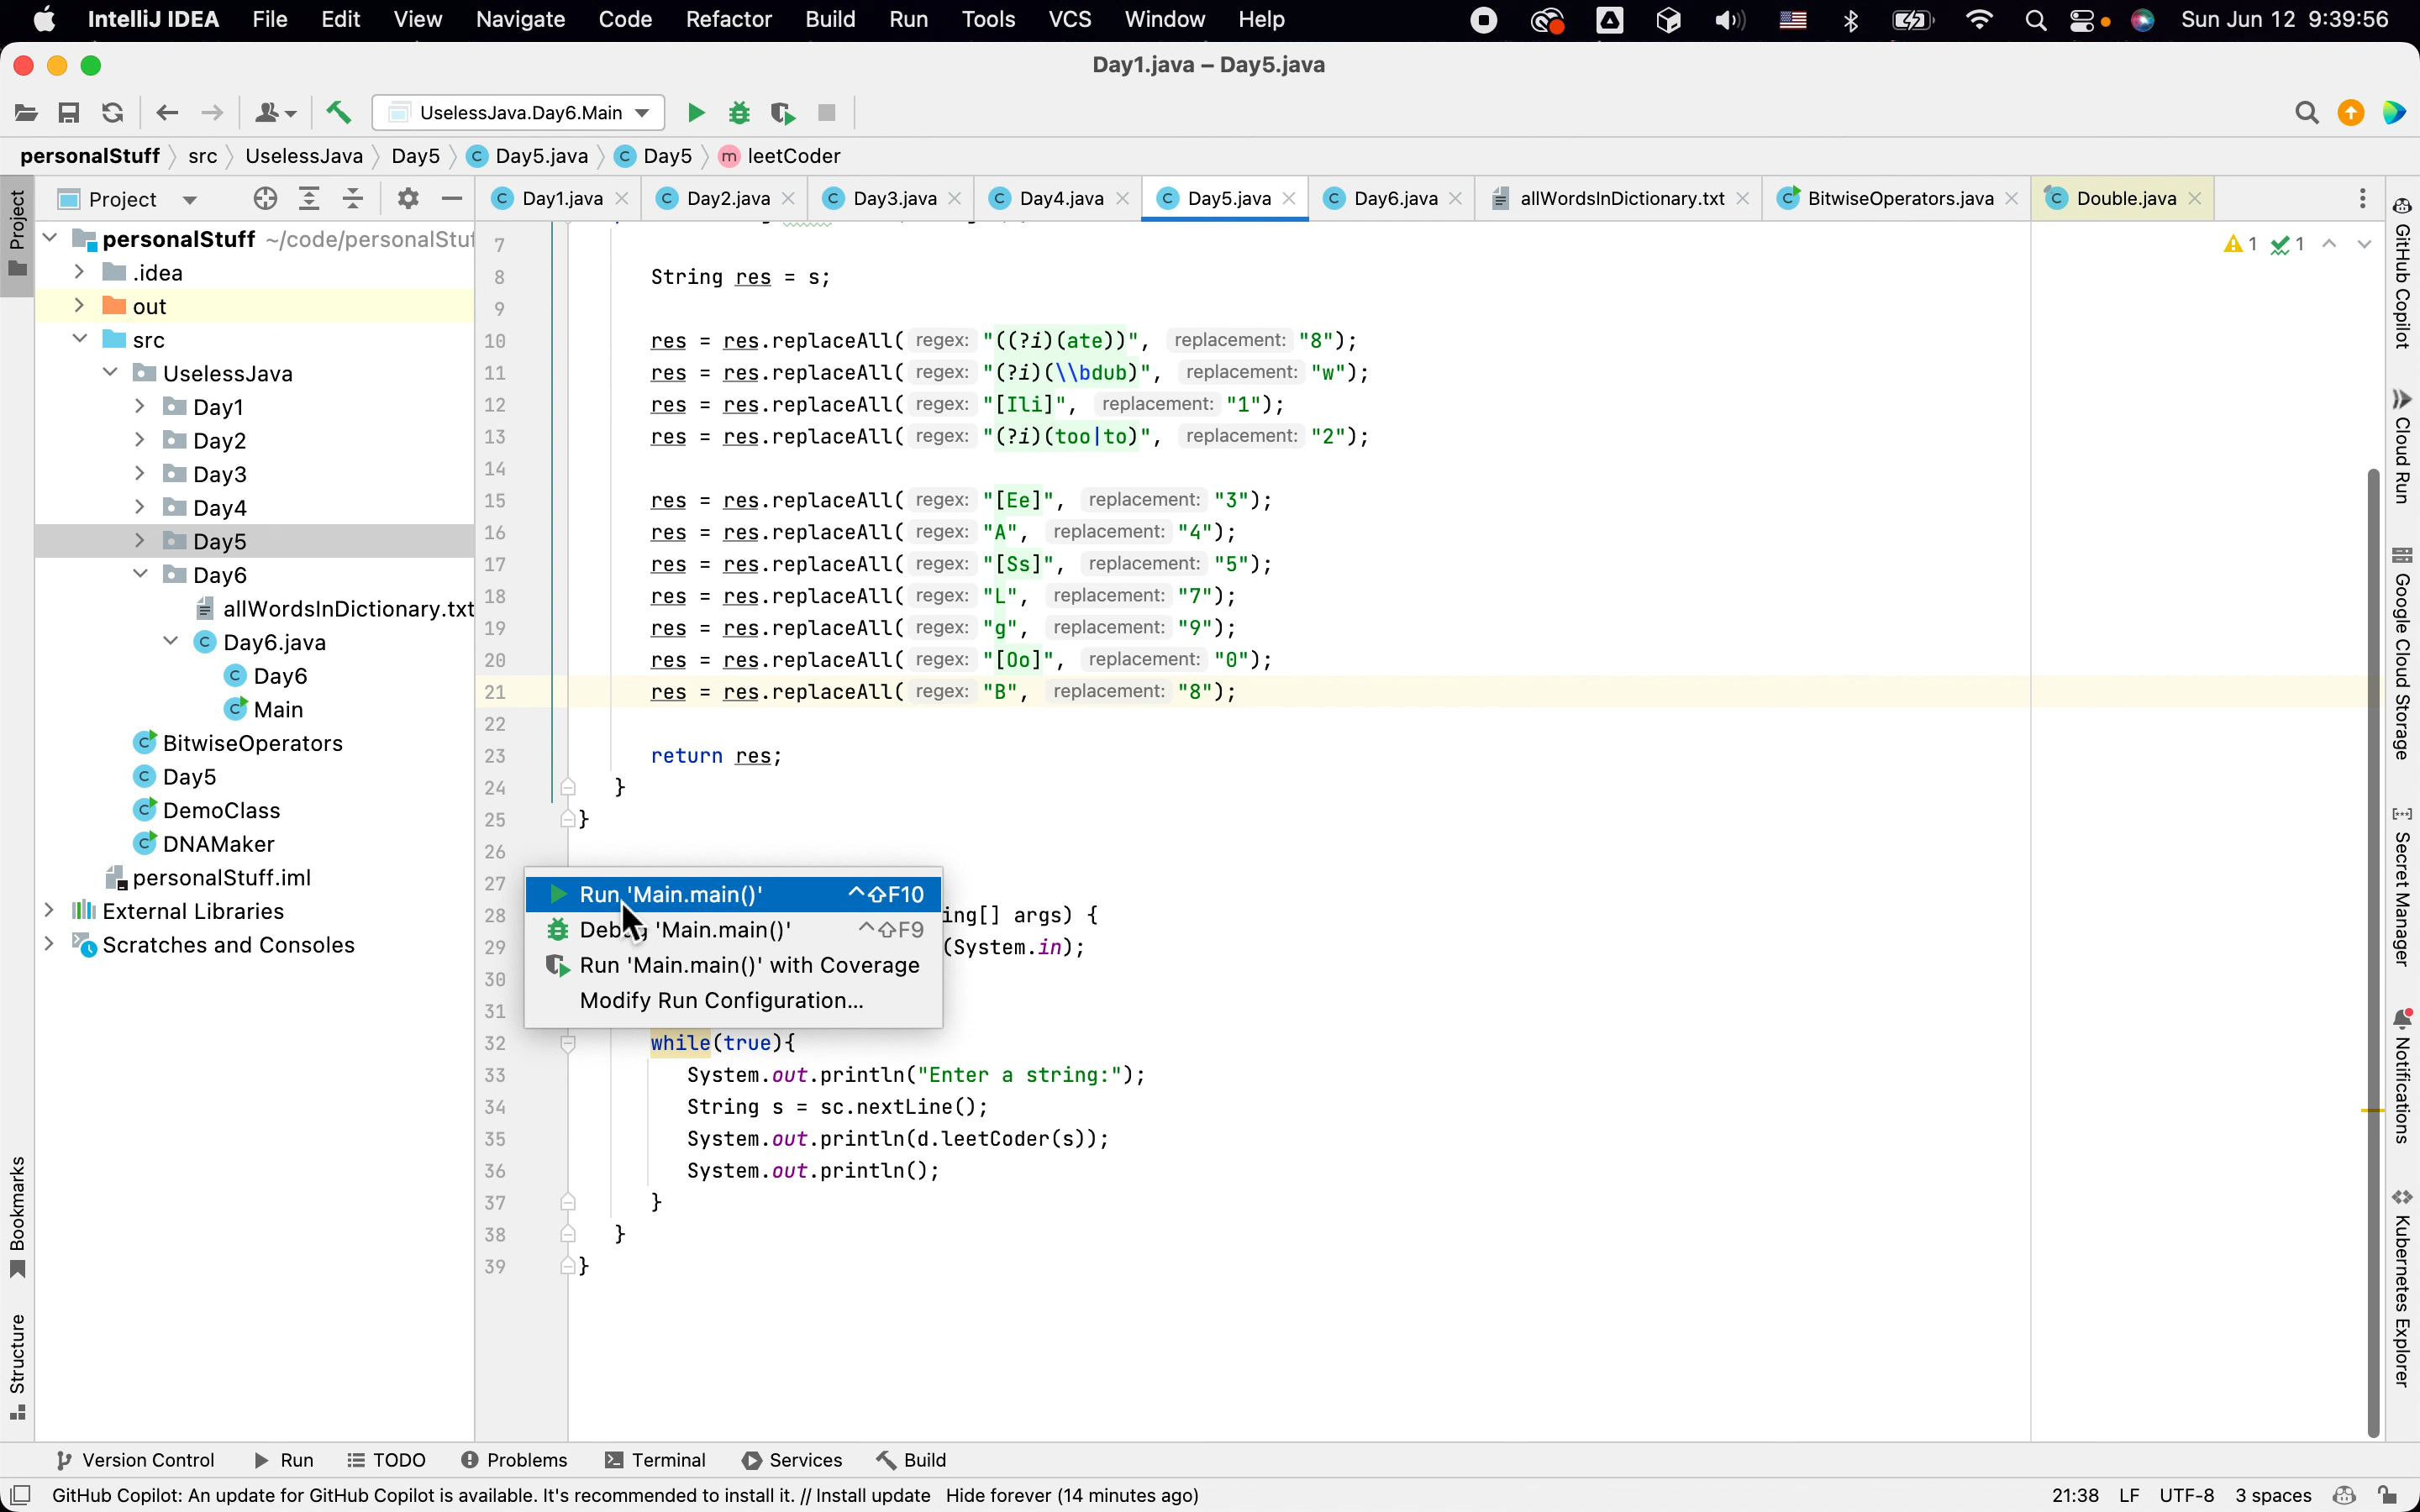 IntelliJ IDEA File Edit View Navigate Code Refactor Build Run Tools VCS Window Help Sun Jun 12 9:39:56
Day1.java – Day5.java
UselessJava.Day6.Main
personalStuff src UselessJava Day5 Day5.java Day5 m leetCoder
Project
Project
Day1.java Day2.java Day3.java Day4.java Day5.java Day6.java allWordsInDictionary.txt BitwiseOperators.java Double.java
personalStuff ~/code/personalStuf
.idea
out
src
UselessJava
Day1
Day2
Day3
Day4
Day5
Day6
allWordsInDictionary.txt
Day6.java
Day6
Main
BitwiseOperators
Day5
DemoClass
DNAMaker
personalStuff.iml
External Libraries
Scratches and Consoles
Bookmarks
Structure
1 1
7
8 String res = s;
9
10 res = res.replaceAll( regex: "((?i)(ate))", replacement: "8");
11 res = res.replaceAll( regex: "(?i)(\\bdub)", replacement: "w");
12 res = res.replaceAll( regex: "[Ili]", replacement: "1");
13 res = res.replaceAll( regex: "(?i)(too|to)", replacement: "2");
14
15 res = res.replaceAll( regex: "[Ee]", replacement: "3");
16 res = res.replaceAll( regex: "A", replacement: "4");
17 res = res.replaceAll( regex: "[Ss]", replacement: "5");
18 res = res.replaceAll( regex: "L", replacement: "7");
19 res = res.replaceAll( regex: "g", replacement: "9");
20 res = res.replaceAll( regex: "[Oo]", replacement: "0");
21 res = res.replaceAll( regex: "B", replacement: "8");
22
23 return res;
24 }
25 }
26
27
28 ing[] args) {
29 (System.in);
30
31
Run 'Main.main()' ^⇧F10
Debug 'Main.main()' ^⇧F9
Run 'Main.main()' with Coverage
Modify Run Configuration...
32 while(true){
33 System.out.println("Enter a string:");
34 String s = sc.nextLine();
35 System.out.println(d.leetCoder(s));
36 System.out.println();
37 }
38 }
39 }
GitHub Copilot
Cloud Run
Google Cloud Storage
Secret Manager
Notifications
Kubernetes Explorer
Version Control Run TODO Problems Terminal Services Build
GitHub Copilot: An update for GitHub Copilot is available. It's recommended to install it. // Install update Hide forever (14 minutes ago) 21:38 LF UTF-8 3 spaces